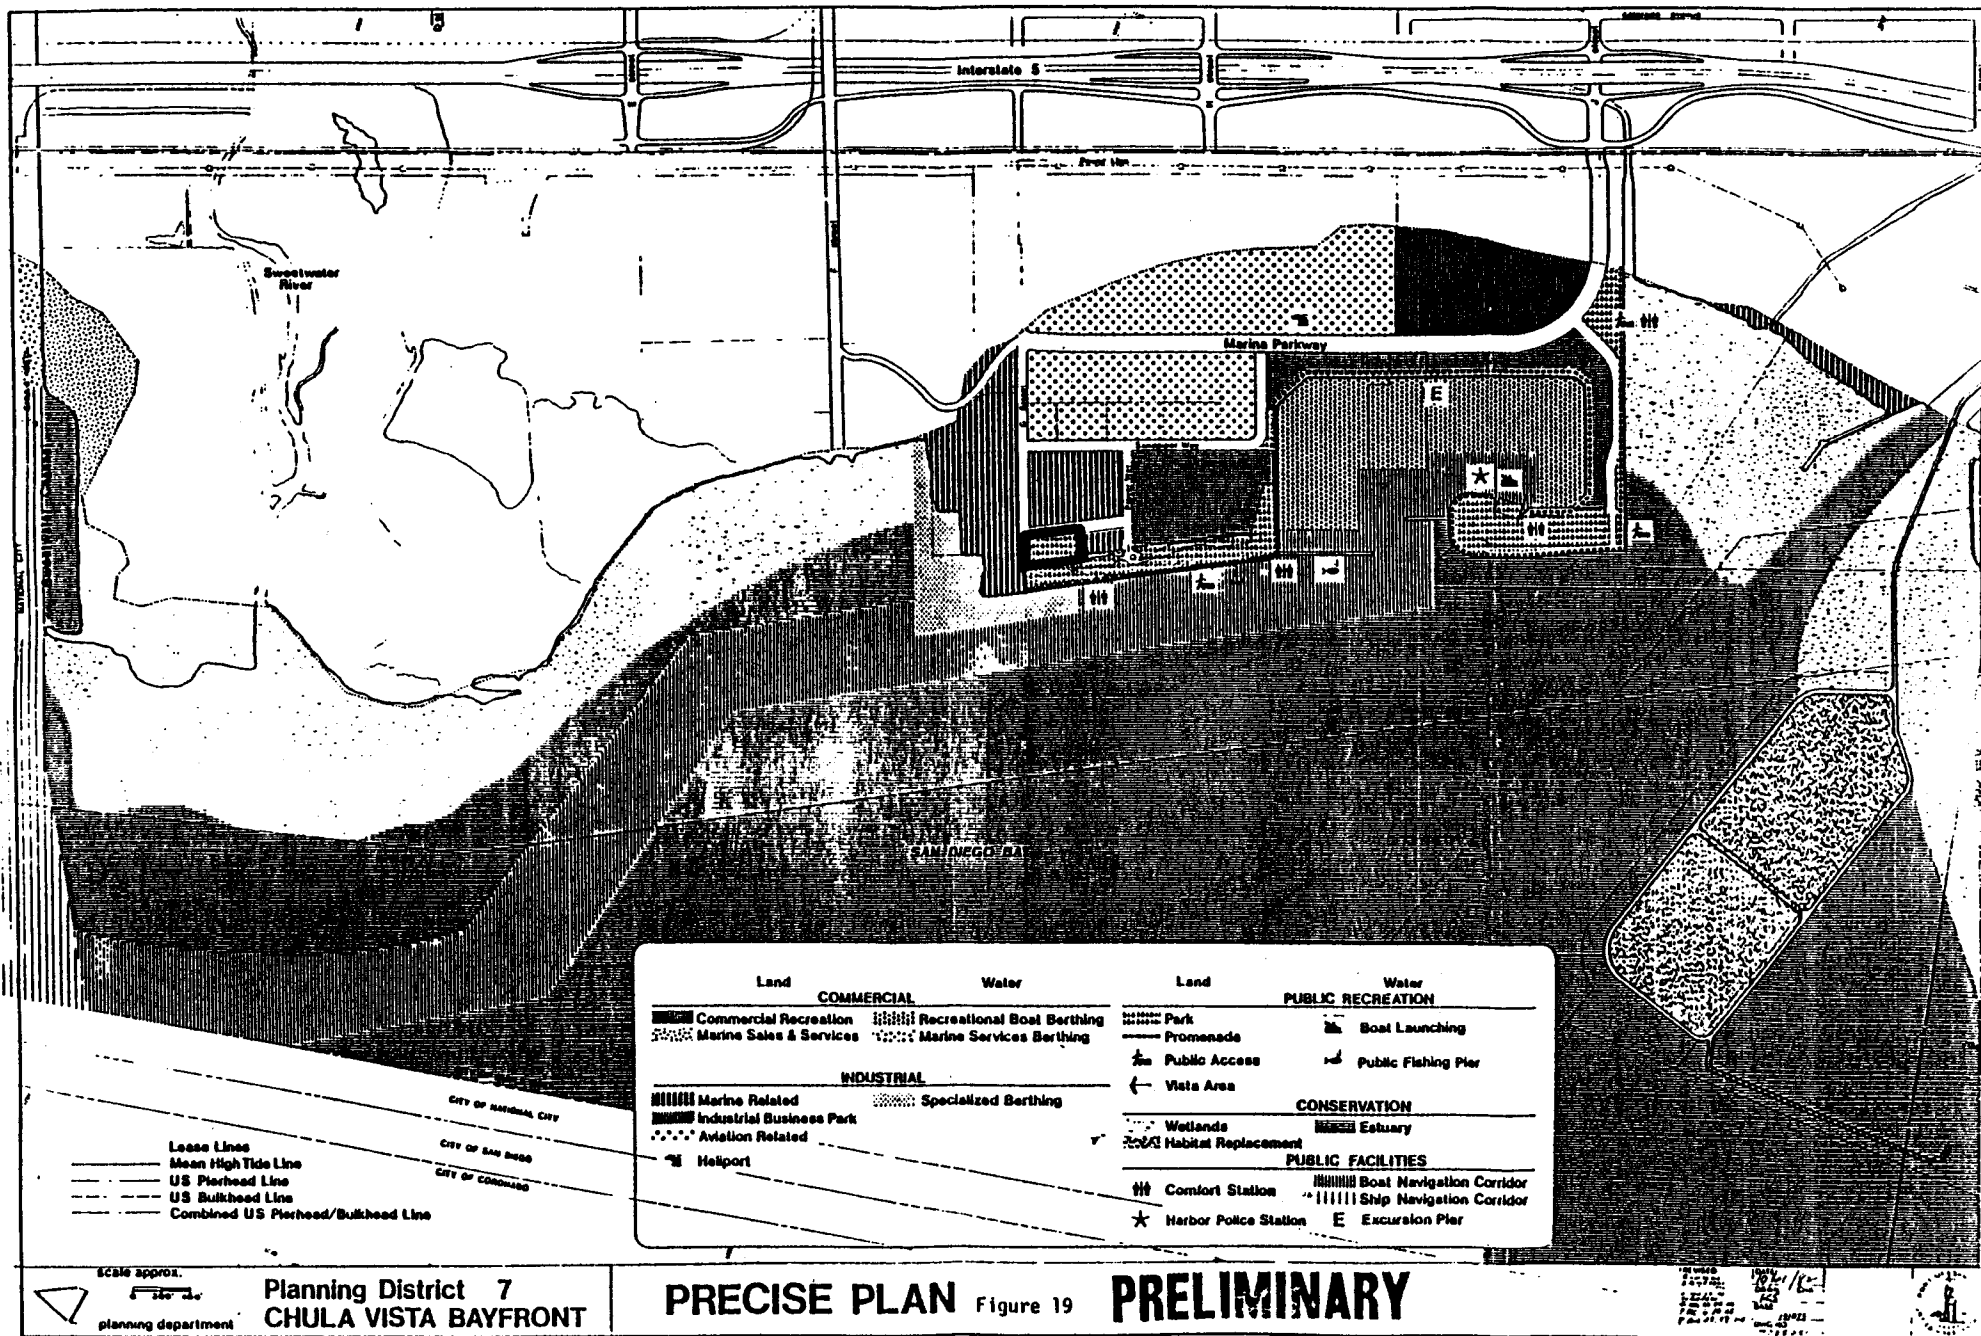 Interstate 5
Power Line
Sweetwater
River
Marina Parkway
E
SAN DIEGO BAY
Land Water
COMMERCIAL
Commercial Recreation Recreational Boat Berthing
Marine Sales & Services Marine Services Berthing
INDUSTRIAL
Marine Related Specialized Berthing
Industrial Business Park
Aviation Related
Heliport
Land Water
PUBLIC RECREATION
Park Boat Launching
Promenade
Public Access Public Fishing Pier
Vista Area
CONSERVATION
Wetlands Estuary
Habitat Replacement
PUBLIC FACILITIES
Comfort Station Boat Navigation Corridor
Ship Navigation Corridor
Harbor Police Station E Excursion Pier
CITY OF NATIONAL CITY
CITY OF SAN DIEGO
CITY OF CORONADO
Lease Lines
Mean High Tide Line
US Pierhead Line
US Bulkhead Line
Combined US Pierhead/Bulkhead Line
scale approx.
planning department
Planning District 7
CHULA VISTA BAYFRONT
PRECISE PLAN Figure 19 PRELIMINARY